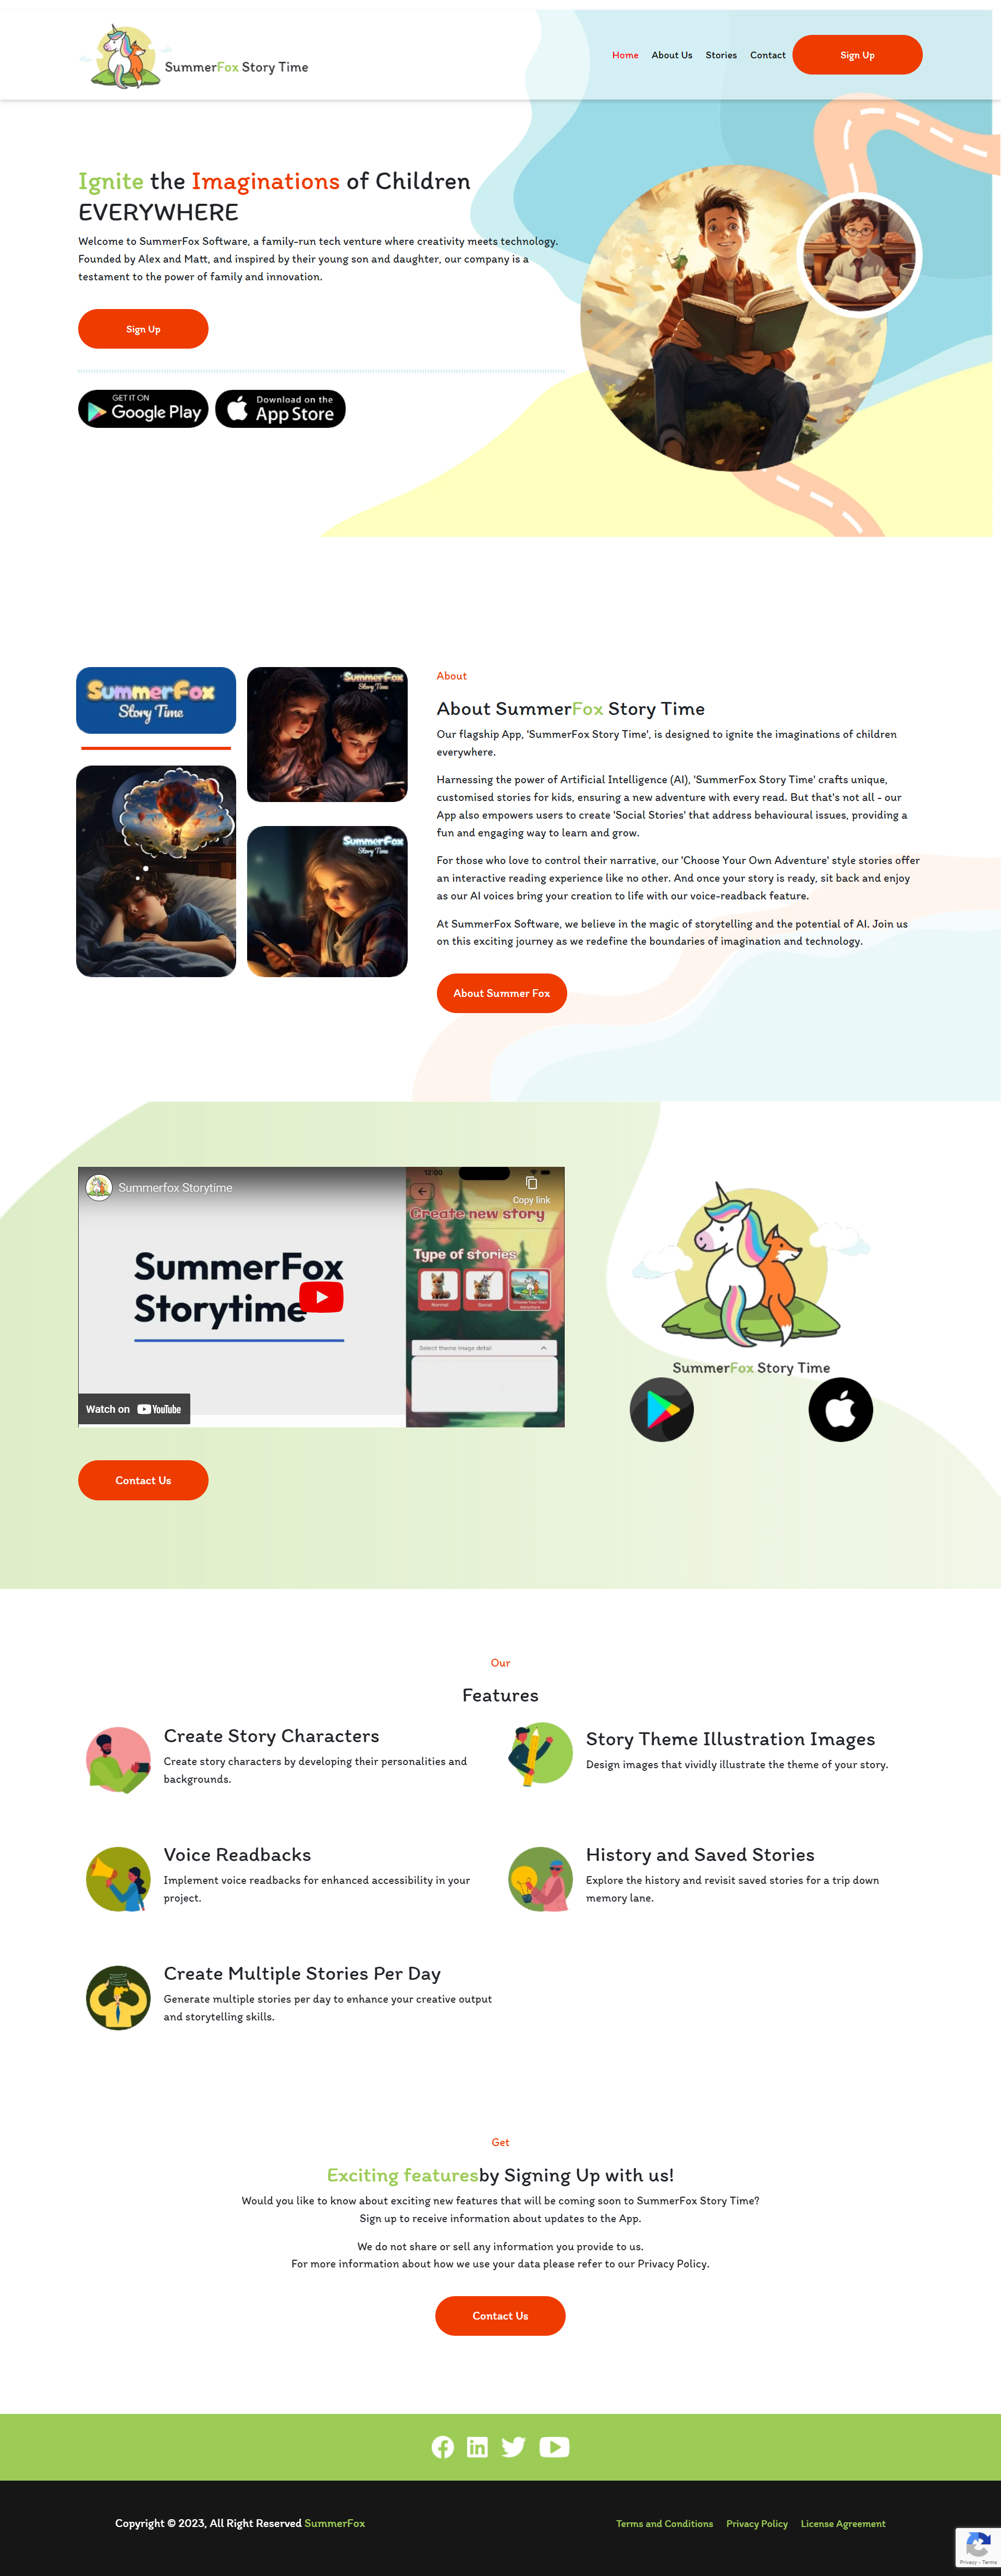 SummerFox Story Time
Home
About Us
Stories
Contact
Sign Up
Ignite the Imaginations of Children
EVERYWHERE
Welcome to SummerFox Software, a family-run tech venture where creativity meets technology.
Founded by Alex and Matt, and inspired by their young son and daughter, our company is a
testament to the power of family and innovation.
Sign Up
GET IT ON
Google Play
Download on the
App Store
SummerFox
Story Time
SummerFox
Story Time
SummerFox
Story Time
About
About SummerFox Story Time
Our flagship App, 'SummerFox Story Time', is designed to ignite the imaginations of children
everywhere.
Harnessing the power of Artificial Intelligence (AI), 'SummerFox Story Time' crafts unique,
customised stories for kids, ensuring a new adventure with every read. But that's not all - our
App also empowers users to create 'Social Stories' that address behavioural issues, providing a
fun and engaging way to learn and grow.
For those who love to control their narrative, our 'Choose Your Own Adventure' style stories offer
an interactive reading experience like no other. And once your story is ready, sit back and enjoy
as our AI voices bring your creation to life with our voice-readback feature.
At SummerFox Software, we believe in the magic of storytelling and the potential of AI. Join us
on this exciting journey as we redefine the boundaries of imagination and technology.
About Summer Fox
Summerfox Storytime
12:00
Copy link
Create new story
Type of stories
Normal
Social
Choose Your Own
Adventure
Select theme image detail
SummerFox
Storytime
Watch on YouTube
SummerFox Story Time
Contact Us
Our
Features
Create Story Characters
Create story characters by developing their personalities and
backgrounds.
Story Theme Illustration Images
Design images that vividly illustrate the theme of your story.
Voice Readbacks
Implement voice readbacks for enhanced accessibility in your
project.
History and Saved Stories
Explore the history and revisit saved stories for a trip down
memory lane.
Create Multiple Stories Per Day
Generate multiple stories per day to enhance your creative output
and storytelling skills.
Get
Exciting featuresby Signing Up with us!
Would you like to know about exciting new features that will be coming soon to SummerFox Story Time?
Sign up to receive information about updates to the App.
We do not share or sell any information you provide to us.
For more information about how we use your data please refer to our Privacy Policy.
Contact Us
Copyright © 2023, All Right Reserved SummerFox
Terms and Conditions
Privacy Policy
License Agreement
Privacy - Terms